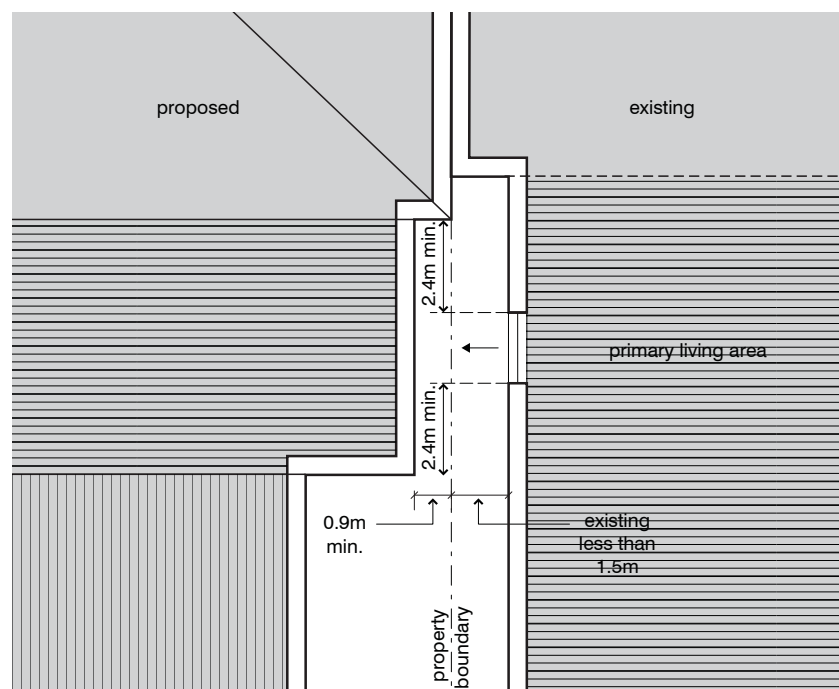 proposed
existing
2.4m min.
primary living area
2.4m min.
0.9m
min.
existing
less than
1.5m
property
boundary